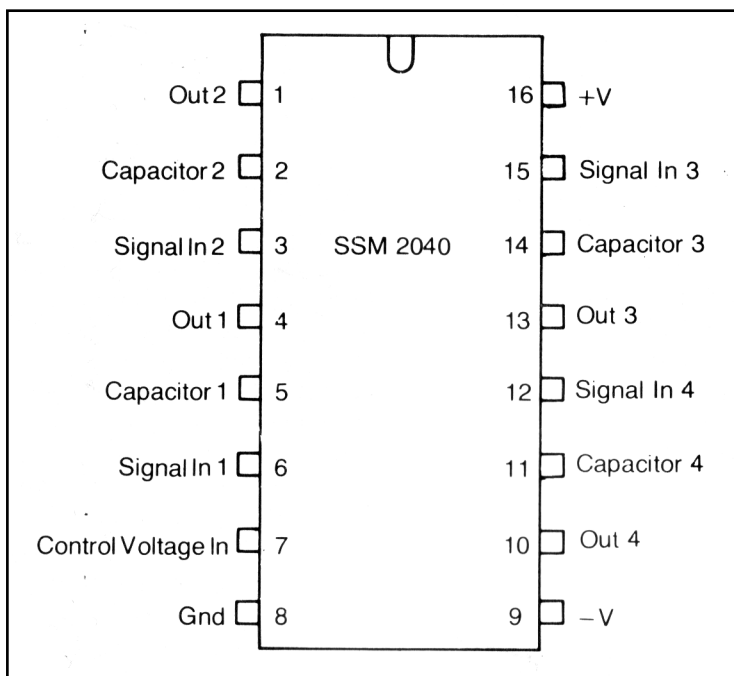 Out 2 1 16 +V
Capacitor 2 2 15 Signal In 3
Signal In 2 3 SSM 2040 14 Capacitor 3
Out 1 4 13 Out 3
Capacitor 1 5 12 Signal In 4
Signal In 1 6 11 Capacitor 4
Control Voltage In 7 10 Out 4
Gnd 8 9 −V